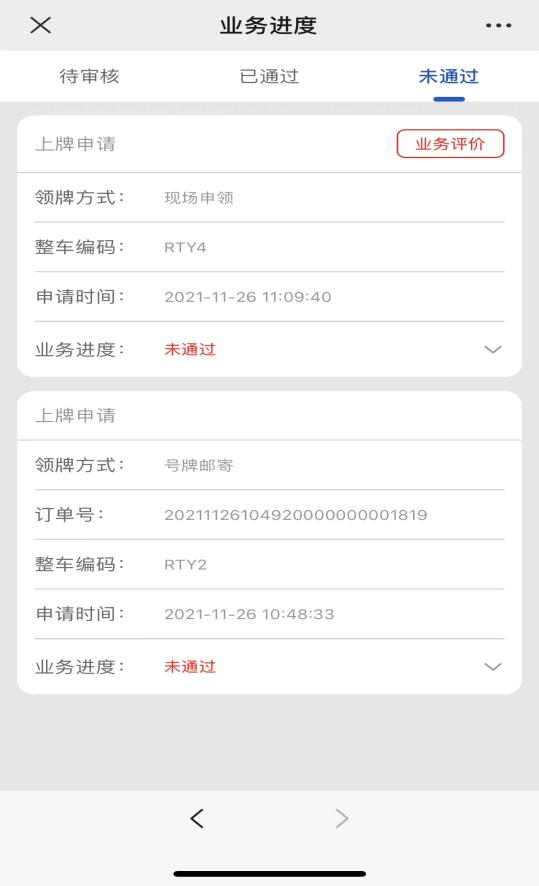 业务进度
待审核 已通过 未通过
上牌申请 业务评价
领牌方式： 现场申领
整车编码： RTY4
申请时间： 2021-11-26 11:09:40
业务进度： 未通过
上牌申请
领牌方式： 号牌邮寄
订单号： 20211126104920000000001819
整车编码： RTY2
申请时间： 2021-11-26 10:48:33
业务进度： 未通过